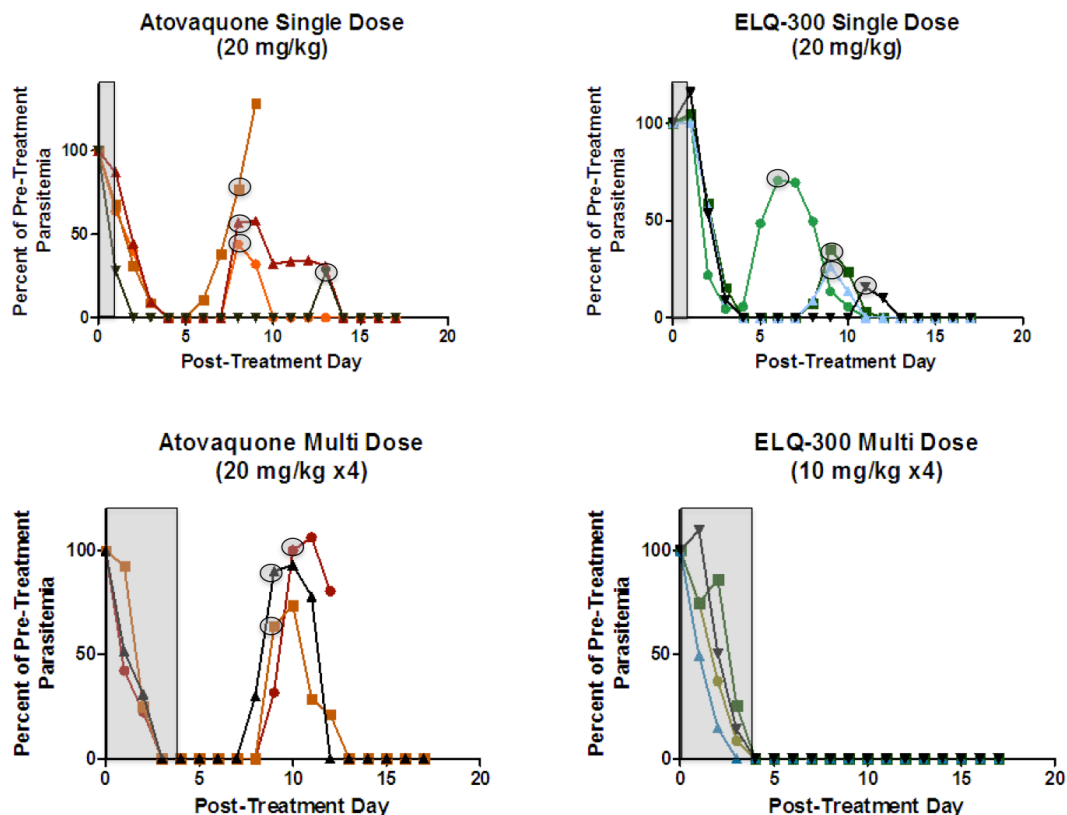 Atovaquone Single Dose
(20 mg/kg)
Percent of Pre-Treatment
Parasitemia
100
50
0
0 5 10 15 20
Post-Treatment Day
ELQ-300 Single Dose
(20 mg/kg)
Percent of Pre-Treatment
Parasitemia
100
50
0
0 5 10 15 20
Post-Treatment Day
Atovaquone Multi Dose
(20 mg/kg x4)
Percent of Pre-Treatment
Parasitemia
100
50
0
0 5 10 15 20
Post-Treatment Day
ELQ-300 Multi Dose
(10 mg/kg x4)
Percent of Pre-Treatment
Parasitemia
100
50
0
0 5 10 15 20
Post-Treatment Day